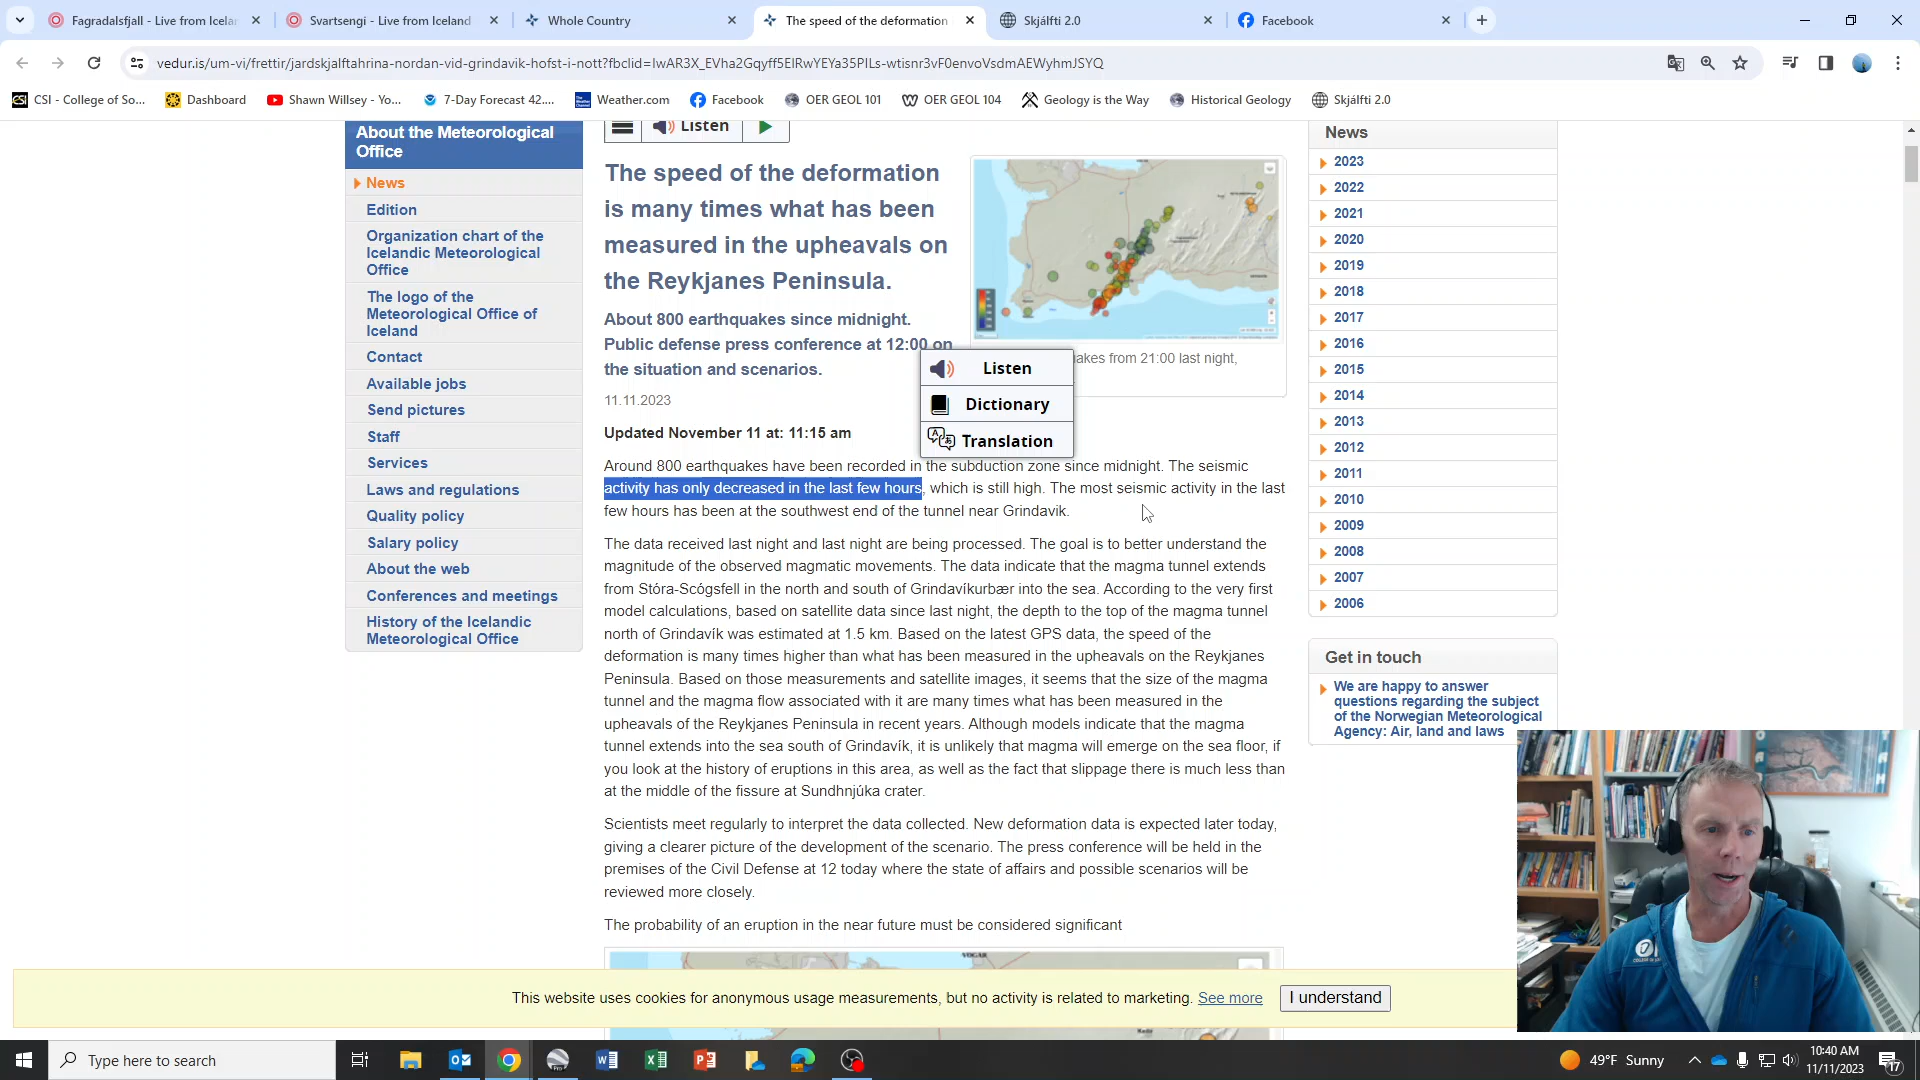 Fagradalsfjall - Live from Icelan
Svartsengi - Live from Iceland
Whole Country
The speed of the deformation
Skjálfti 2.0
Facebook
vedur.is/um-vi/frettir/jardskjalftahrina-nordan-vid-grindavik-hofst-i-nott?fbclid=IwAR3X_EVha2Gqyff5ElRwYEYa35PILs-wtisnr3vF0envoVsdmAEWyhmJSYQ
CSI - College of So...
Dashboard
Shawn Willsey - Yo...
7-Day Forecast 42....
Weather.com
Facebook
OER GEOL 101
OER GEOL 104
Geology is the Way
Historical Geology
Skjálfti 2.0
About the Meteorological
Office
News
Edition
Organization chart of the
Icelandic Meteorological
Office
The logo of the
Meteorological Office of
Iceland
Contact
Available jobs
Send pictures
Staff
Services
Laws and regulations
Quality policy
Salary policy
About the web
Conferences and meetings
History of the Icelandic
Meteorological Office
Listen
The speed of the deformation
is many times what has been
measured in the upheavals on
the Reykjanes Peninsula.
About 800 earthquakes since midnight.
Public defense press conference at 12:00 on
the situation and scenarios.
akes from 21:00 last night,
Listen
Dictionary
Translation
11.11.2023
Updated November 11 at: 11:15 am
Around 800 earthquakes have been recorded in the subduction zone since midnight. The seismic
activity has only decreased in the last few hours, which is still high. The most seismic activity in the last
few hours has been at the southwest end of the tunnel near Grindavik.
The data received last night and last night are being processed. The goal is to better understand the
magnitude of the observed magmatic movements. The data indicate that the magma tunnel extends
from Stóra-Scógsfell in the north and south of Grindavíkurbær into the sea. According to the very first
model calculations, based on satellite data since last night, the depth to the top of the magma tunnel
north of Grindavík was estimated at 1.5 km. Based on the latest GPS data, the speed of the
deformation is many times higher than what has been measured in the upheavals on the Reykjanes
Peninsula. Based on those measurements and satellite images, it seems that the size of the magma
tunnel and the magma flow associated with it are many times what has been measured in the
upheavals of the Reykjanes Peninsula in recent years. Although models indicate that the magma
tunnel extends into the sea south of Grindavík, it is unlikely that magma will emerge on the sea floor, if
you look at the history of eruptions in this area, as well as the fact that slippage there is much less than
at the middle of the fissure at Sundhnjúka crater.
Scientists meet regularly to interpret the data collected. New deformation data is expected later today,
giving a clearer picture of the development of the scenario. The press conference will be held in the
premises of the Civil Defense at 12 today where the state of affairs and possible scenarios will be
reviewed more closely.
The probability of an eruption in the near future must be considered significant
VOGAR
News
2023
2022
2021
2020
2019
2018
2017
2016
2015
2014
2013
2012
2011
2010
2009
2008
2007
2006
Get in touch
We are happy to answer
questions regarding the subject
of the Norwegian Meteorological
Agency: Air, land and laws
This website uses cookies for anonymous usage measurements, but no activity is related to marketing. See more
I understand
Type here to search
49°F Sunny
10:40 AM
11/11/2023
17